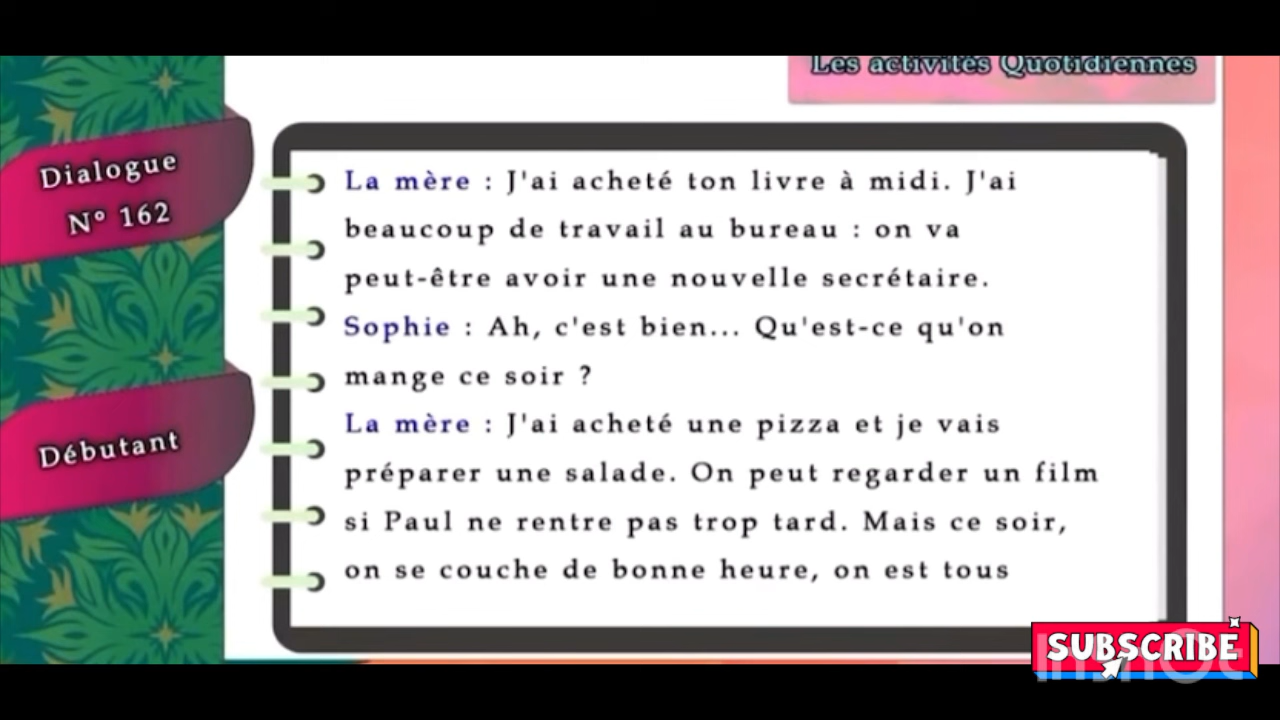 Les activités Quotidiennes
Dialogue
N° 162
La mère : J'ai acheté ton livre à midi. J'ai
beaucoup de travail au bureau : on va
peut-être avoir une nouvelle secrétaire.
Sophie : Ah, c'est bien... Qu'est-ce qu'on
mange ce soir ?
La mère : J'ai acheté une pizza et je vais
préparer une salade. On peut regarder un film
si Paul ne rentre pas trop tard. Mais ce soir,
on se couche de bonne heure, on est tous
Débutant
SUBSCRIBE